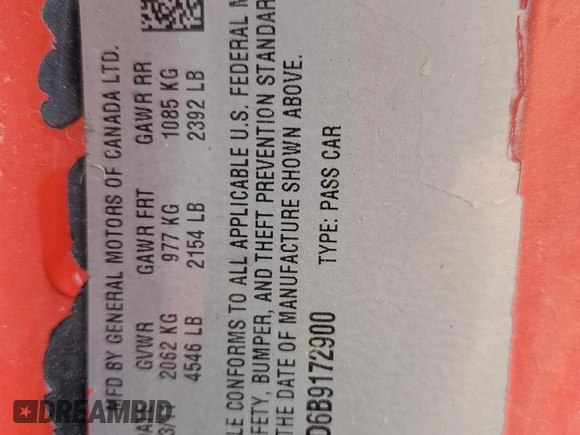 MFD BY GENERAL MOTORS OF CANADA LTD.
GVWR GAWR FRT GAWR RR
2062 KG 977 KG 1085 KG
4546 LB 2154 LB 2392 LB
LE CONFORMS TO ALL APPLICABLE U.S. FEDERAL M
FETY, BUMPER, AND THEFT PREVENTION STANDAR
THE DATE OF MANUFACTURE SHOWN ABOVE.
D6B9172900 TYPE: PASS CAR
DREAMBID